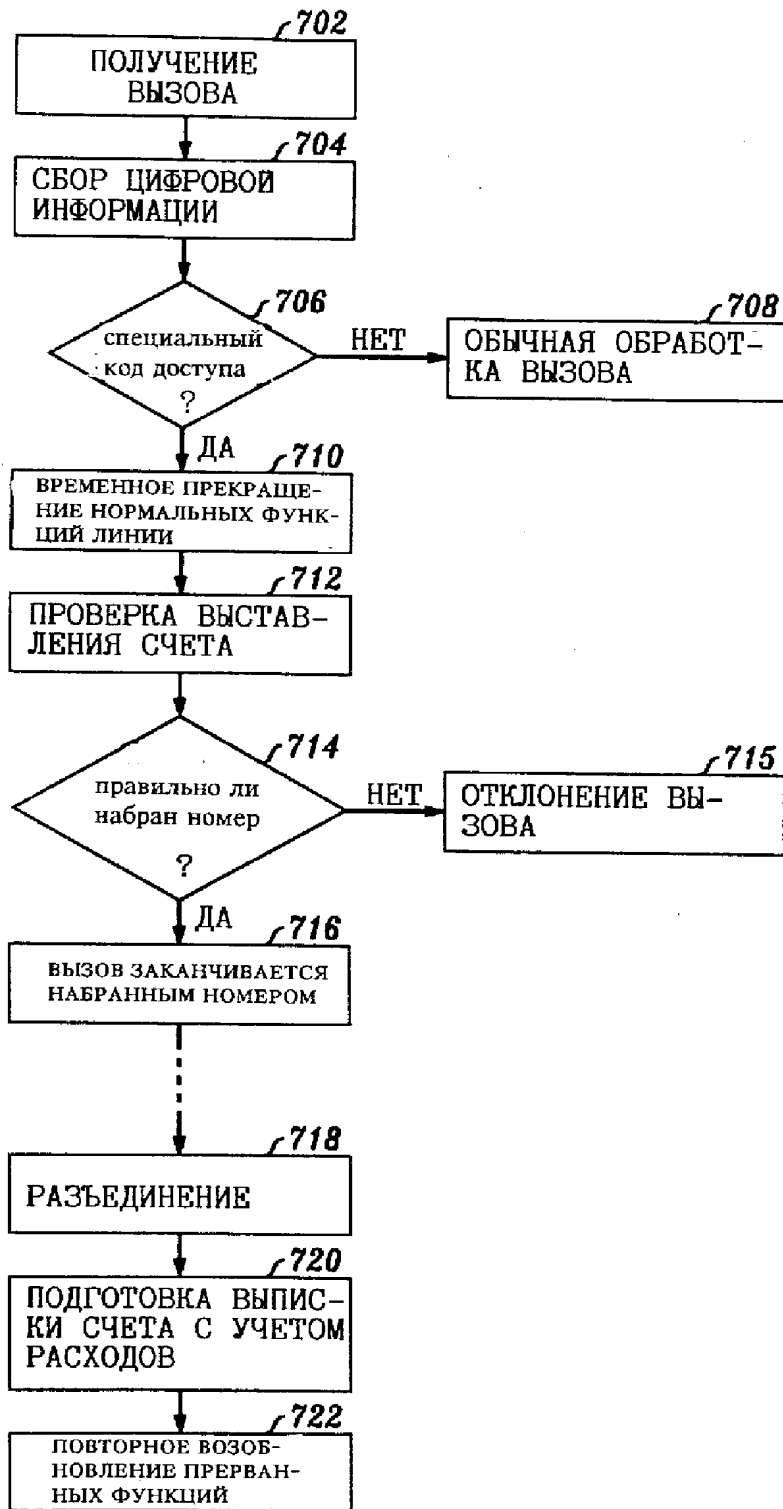 702
ПОЛУЧЕНИЕ
ВЫЗОВА
704
СБОР ЦИФРОВОЙ
ИНФОРМАЦИИ
706
специальный
код доступа
?
НЕТ
708
ОБЫЧНАЯ ОБРАБОТ-
КА ВЫЗОВА
ДА
710
ВРЕМЕННОЕ ПРЕКРАЩЕ-
НИЕ НОРМАЛЬНЫХ ФУНК-
ЦИЙ ЛИНИИ
712
ПРОВЕРКА ВЫСТАВ-
ЛЕНИЯ СЧЕТА
714
правильно ли
набран номер
?
НЕТ
715
ОТКЛОНЕНИЕ ВЫ-
ЗОВА
ДА
716
ВЫЗОВ ЗАКАНЧИВАЕТСЯ
НАБРАННЫМ НОМЕРОМ
718
РАЗЪЕДИНЕНИЕ
720
ПОДГОТОВКА ВЫПИС-
КИ СЧЕТА С УЧЕТОМ
РАСХОДОВ
722
ПОВТОРНОЕ ВОЗОБ-
НОВЛЕНИЕ ПРЕРВАН-
НЫХ ФУНКЦИЙ